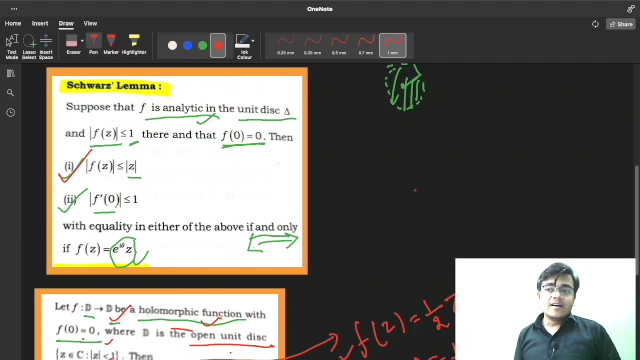 OneNote
Home Insert Draw View
Text Mode Lasso Select Insert Space Eraser Pen Marker Highlighter Ink Colour 0.25 mm 0.35 mm 0.5 mm 0.7 mm 1 mm
Share
Schwarz' Lemma :
Suppose that f is analytic in the unit disc Δ
and |f(z)| ≤ 1 there and that f(0) = 0. Then
(i) |f(z)| ≤ |z|
(ii) |f'(0)| ≤ 1
with equality in either of the above if and only
if f(z) = e^{iθ}z
Let f : D → D be a holomorphic function with
f(0) = 0, where D is the open unit disc
{z ∈ C : |z| < 1}. Then
f(z) = 1/2